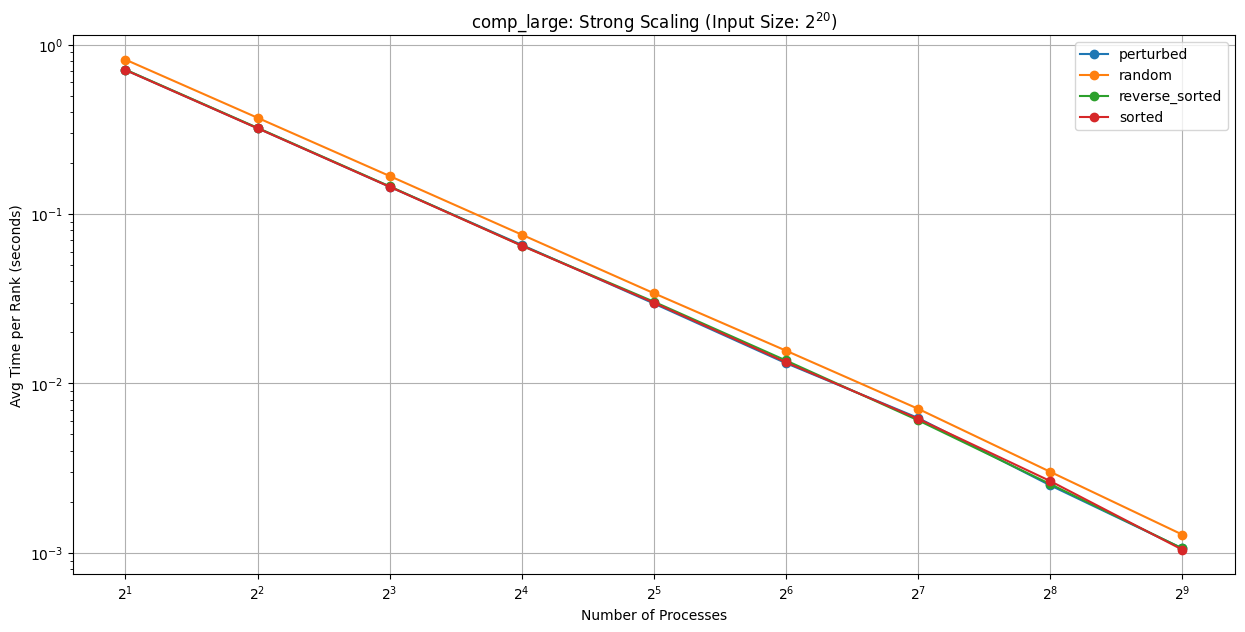 comp_large: Strong Scaling (Input Size: 2^20)
perturbed
random
reverse_sorted
sorted
Avg Time per Rank (seconds)
10^0
10^−1
10^−2
10^−3
2^1 2^2 2^3 2^4 2^5 2^6 2^7 2^8 2^9
Number of Processes